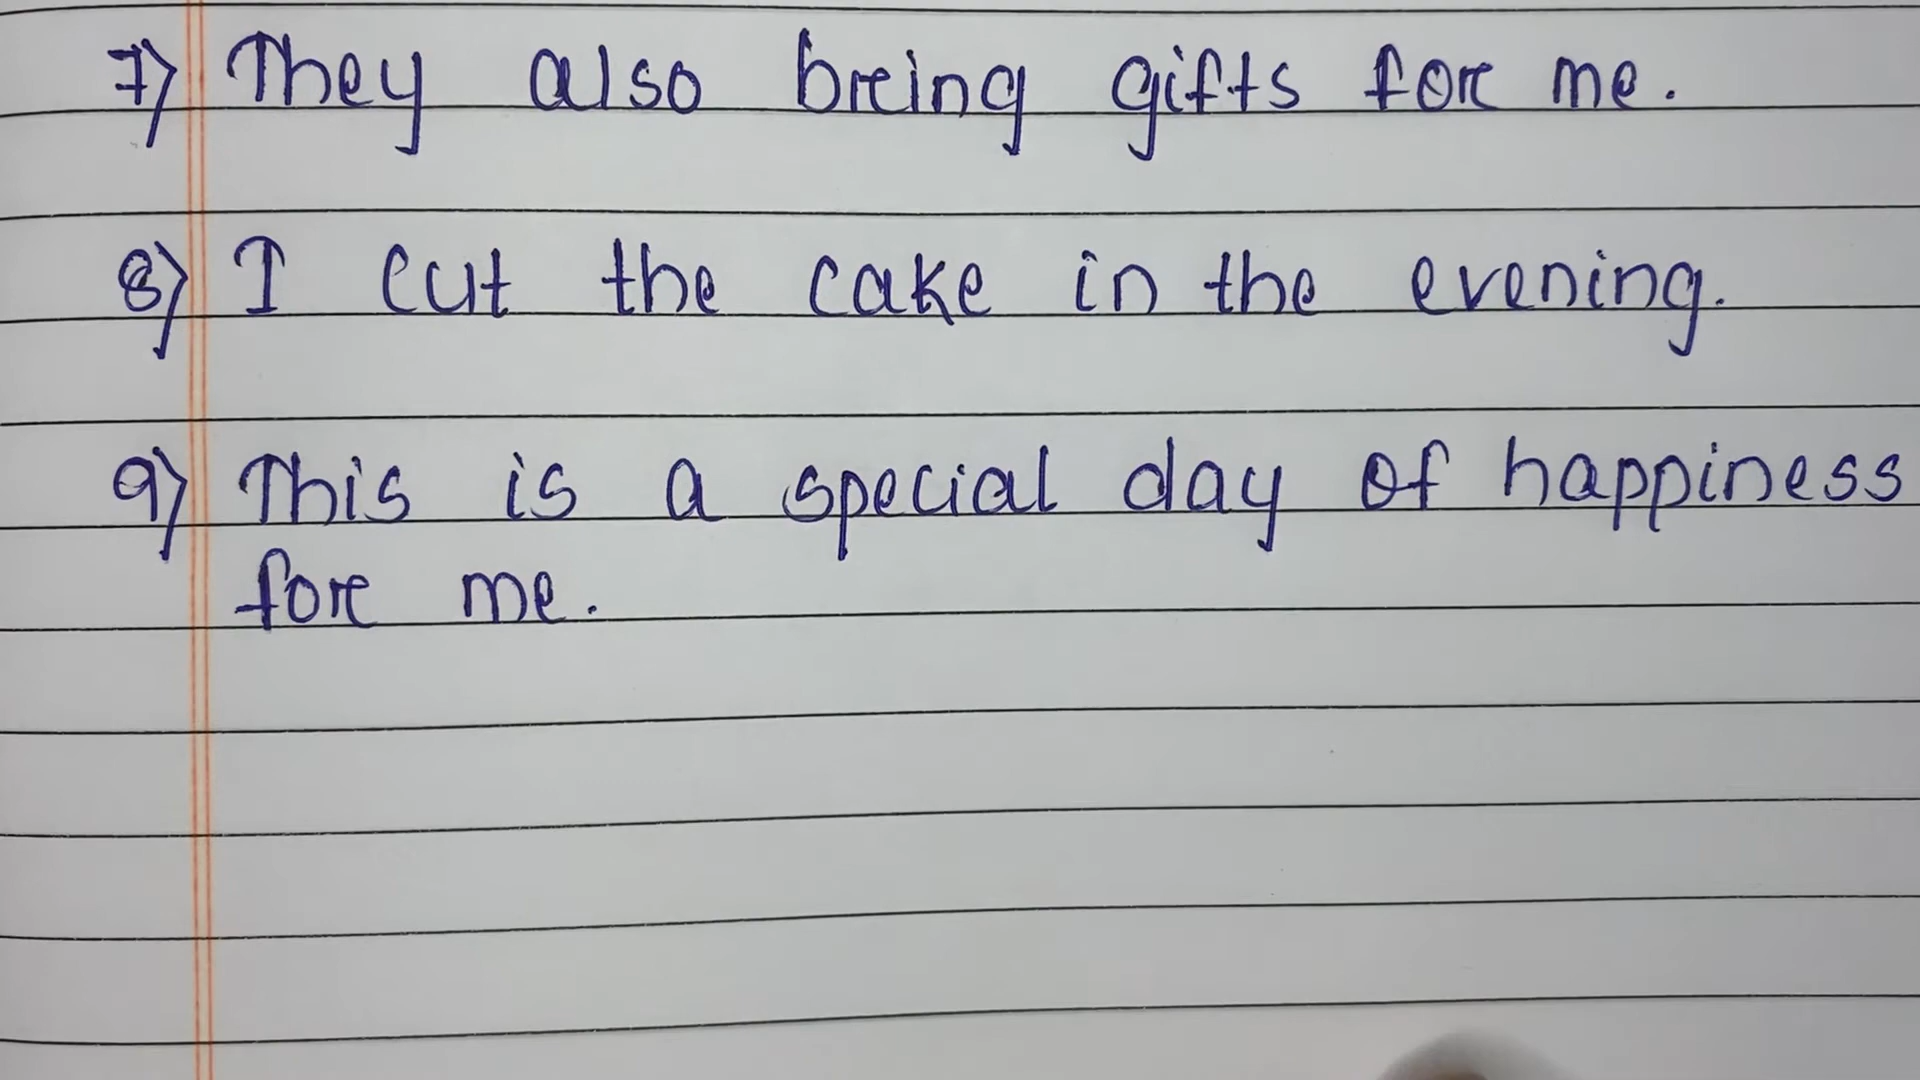 7) They also bring gifts for me.
8) I cut the cake in the evening.
9) This is a special day of happiness
for me.